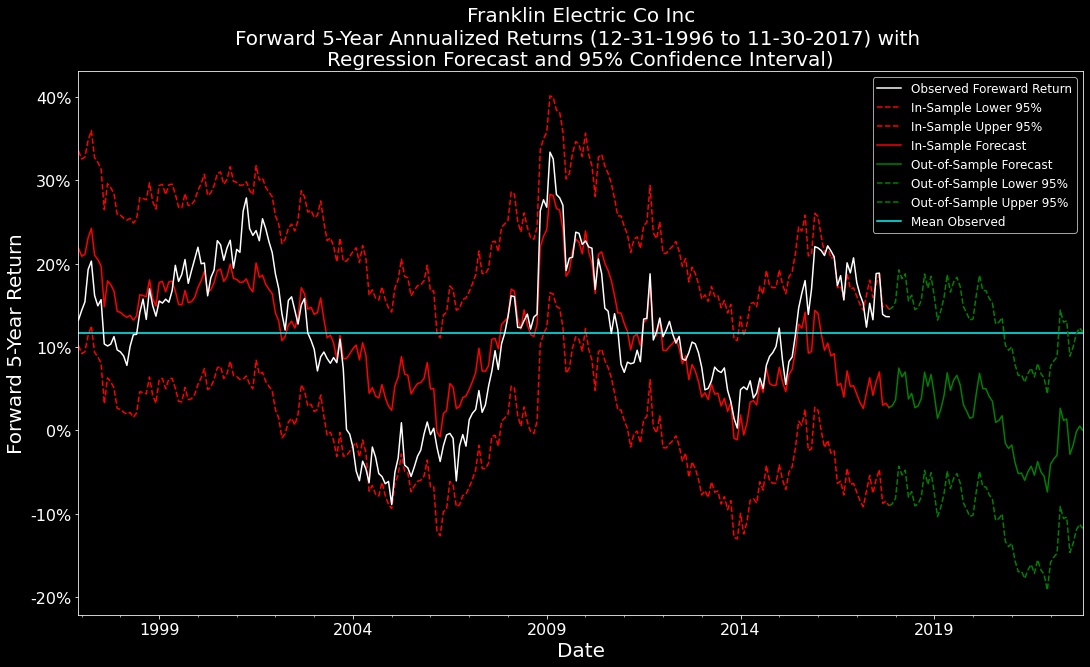 Franklin Electric Co Inc
Forward 5-Year Annualized Returns (12-31-1996 to 11-30-2017) with
Regression Forecast and 95% Confidence Interval)
Observed Foreward Return
In-Sample Lower 95%
In-Sample Upper 95%
In-Sample Forecast
Out-of-Sample Forecast
Out-of-Sample Lower 95%
Out-of-Sample Upper 95%
Mean Observed
Forward 5-Year Return
40%
30%
20%
10%
0%
-10%
-20%
1999 2004 2009 2014 2019
Date